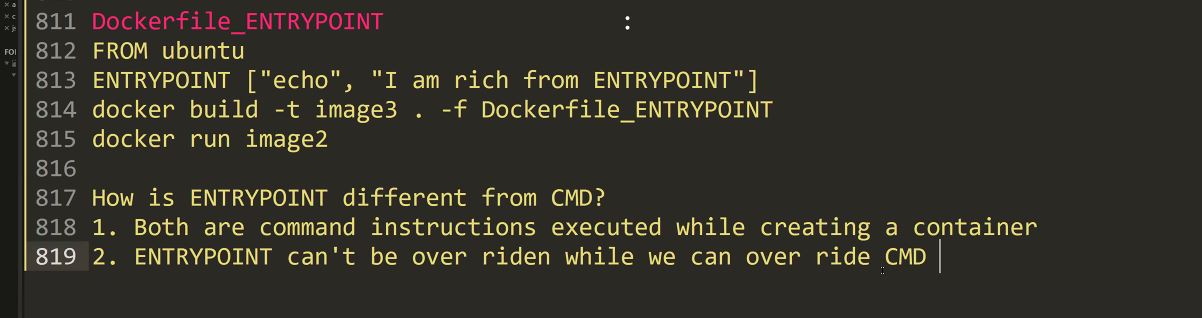 811 Dockerfile_ENTRYPOINT :
812 FROM ubuntu
813 ENTRYPOINT ["echo", "I am rich from ENTRYPOINT"]
814 docker build -t image3 . -f Dockerfile_ENTRYPOINT
815 docker run image2
816
817 How is ENTRYPOINT different from CMD?
818 1. Both are command instructions executed while creating a container
819 2. ENTRYPOINT can't be over riden while we can over ride CMD